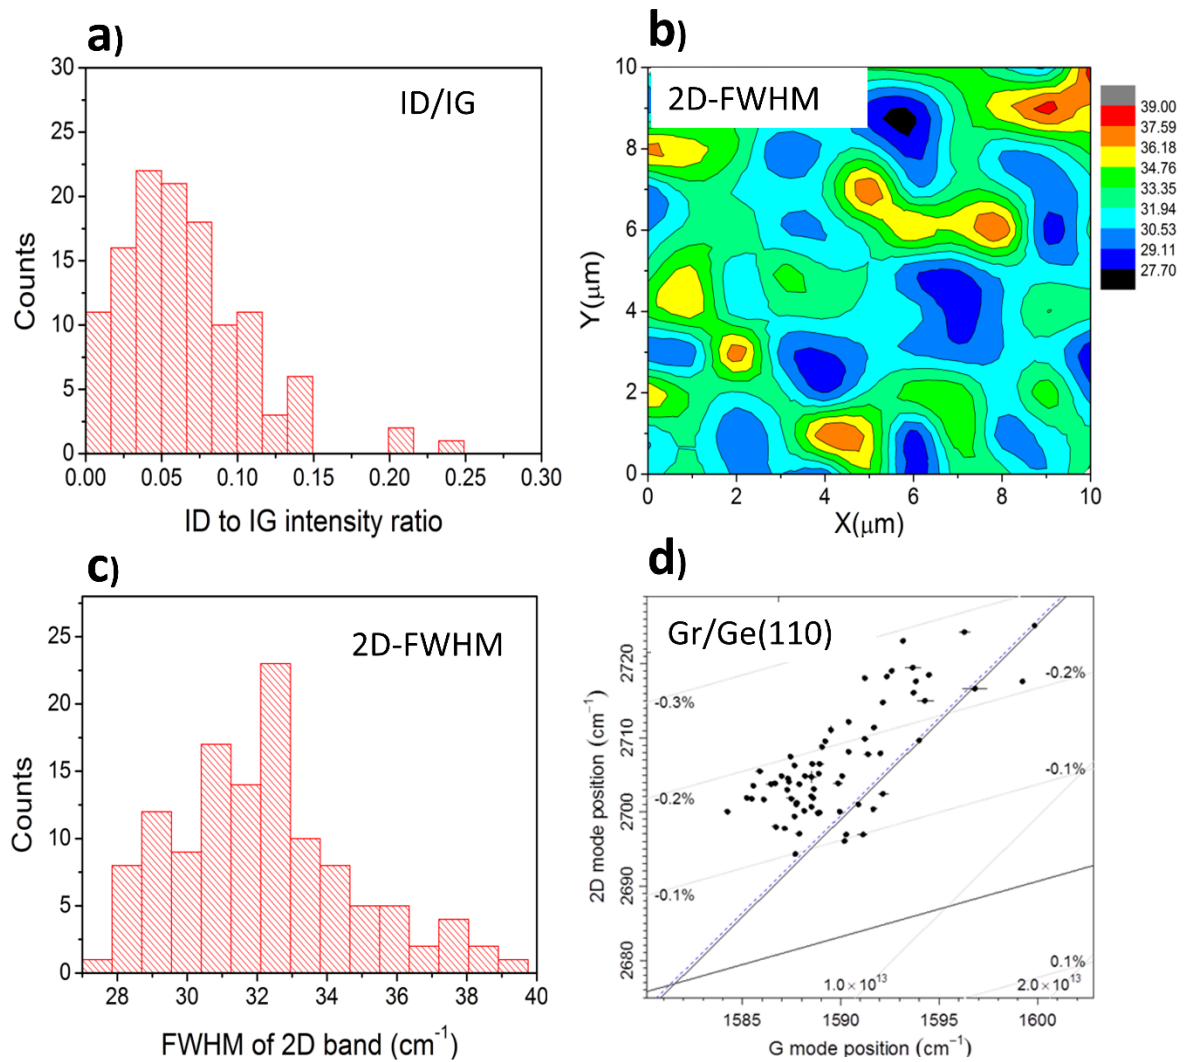 a)
30
25
20
15
10
5
0
Counts
ID/IG
0.00 0.05 0.10 0.15 0.20 0.25 0.30
ID to IG intensity ratio
b)
10
8
6
4
2
0
Y(μm)
2D-FWHM
0 2 4 6 8 10
X(μm)
39.00
37.59
36.18
34.76
33.35
31.94
30.53
29.11
27.70
c)
25
20
15
10
5
0
Counts
2D-FWHM
28 30 32 34 36 38 40
FWHM of 2D band (cm⁻¹)
d)
Gr/Ge(110)
2720
2710
2700
2690
2680
2D mode position (cm⁻¹)
-0.3%
-0.2%
-0.2%
-0.1%
-0.1%
0.1%
1.0×10¹³
2.0×10¹³
1585 1590 1595 1600
G mode position (cm⁻¹)